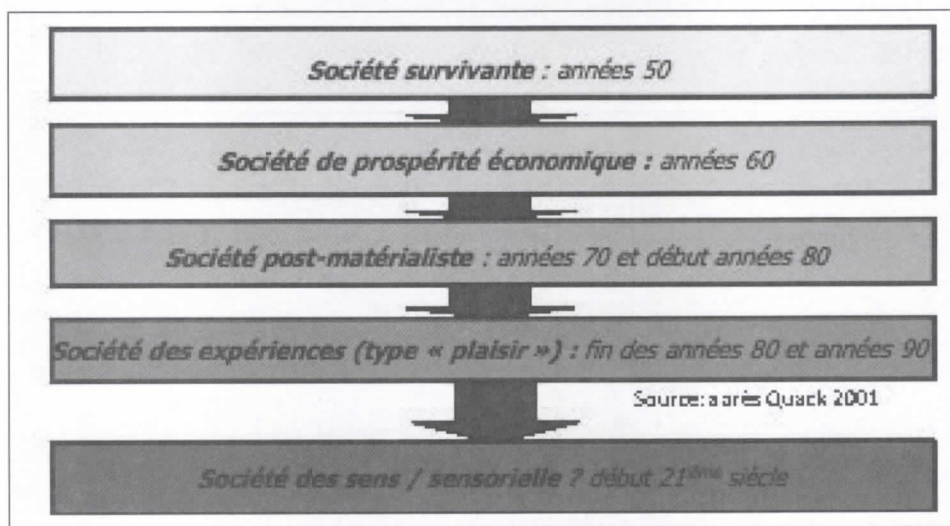 Société survivante : années 50
Société de prospérité économique : années 60
Société post-matérialiste : années 70 et début années 80
Société des expériences (type « plaisir ») : fin des années 80 et années 90
Source: après Quack 2001
Société des sens / sensorielle ? début 21ième siècle